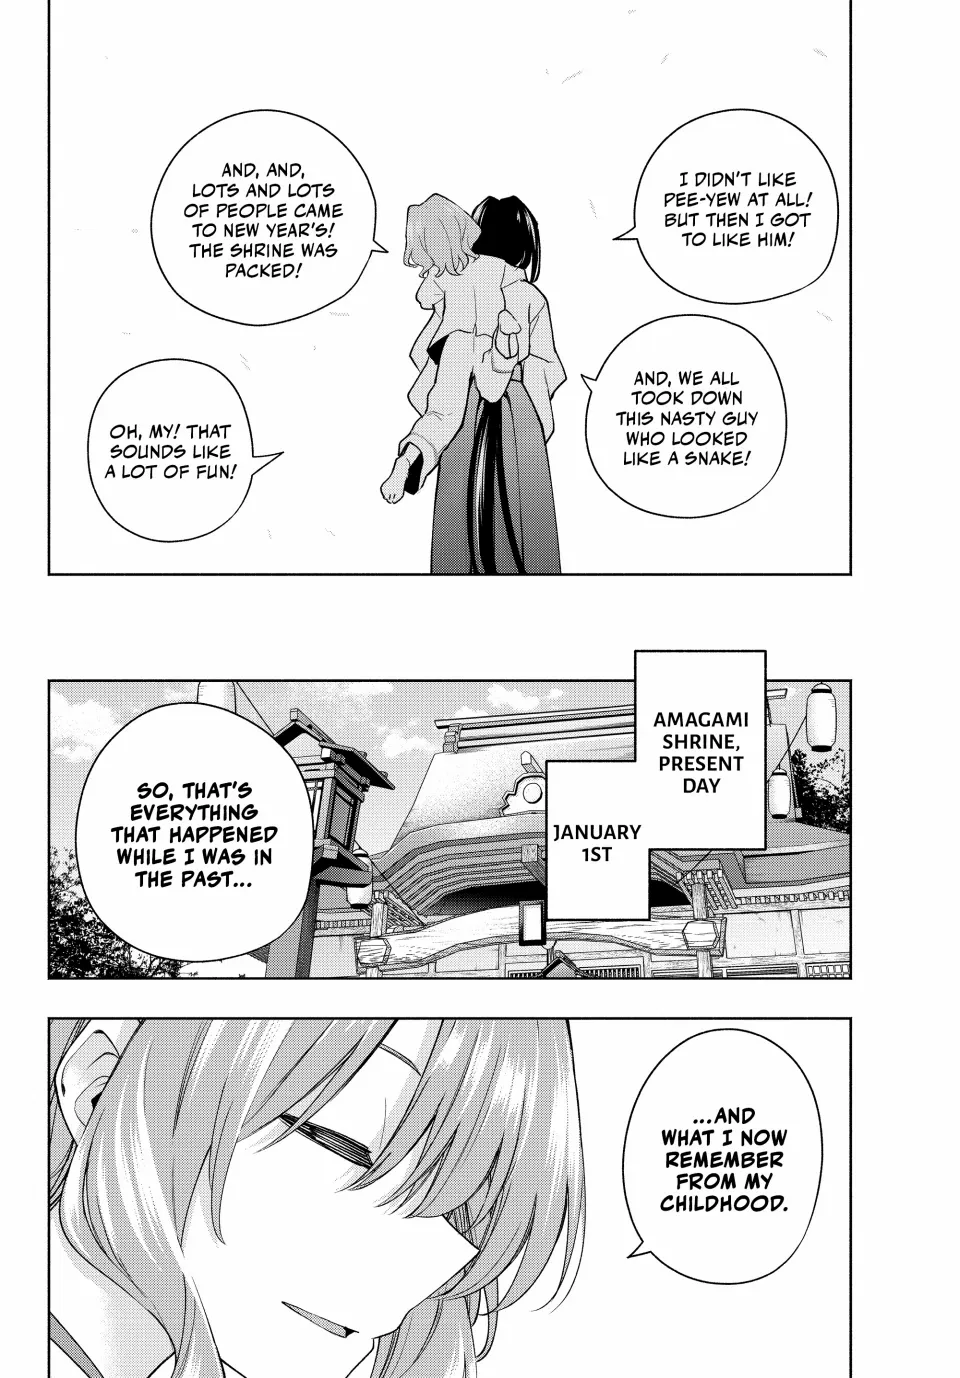 I DIDN'T LIKE
PEE-YEW AT ALL!
BUT THEN I GOT
TO LIKE HIM!
AND, WE ALL
TOOK DOWN
THIS NASTY GUY
WHO LOOKED
LIKE A SNAKE!
AND, AND,
LOTS AND LOTS
OF PEOPLE CAME
TO NEW YEAR'S!
THE SHRINE WAS
PACKED!
OH, MY! THAT
SOUNDS LIKE
A LOT OF FUN!
AMAGAMI
SHRINE,
PRESENT
DAY
JANUARY
1ST
SO, THAT'S
EVERYTHING
THAT HAPPENED
WHILE I WAS IN
THE PAST...
...AND
WHAT I NOW
REMEMBER
FROM MY
CHILDHOOD.